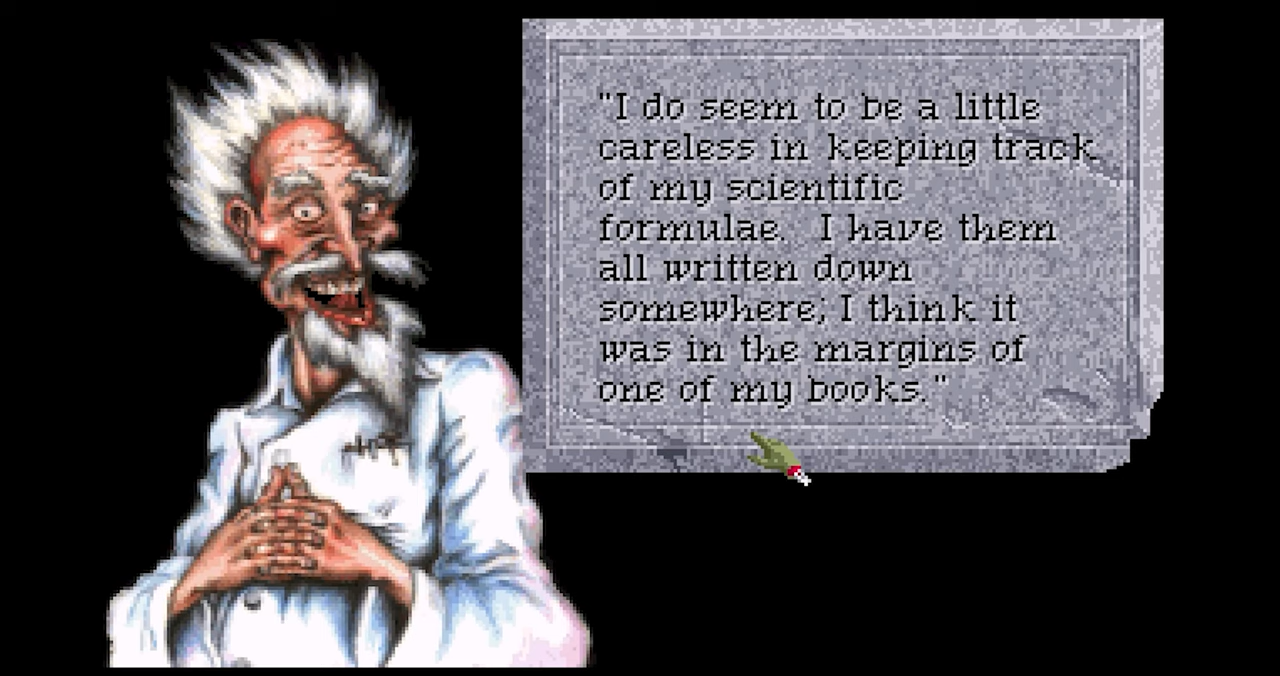 "I do seem to be a little
careless in keeping track
of my scientific
formulae.  I have them
all written down
somewhere; I think it
was in the margins of
one of my books."